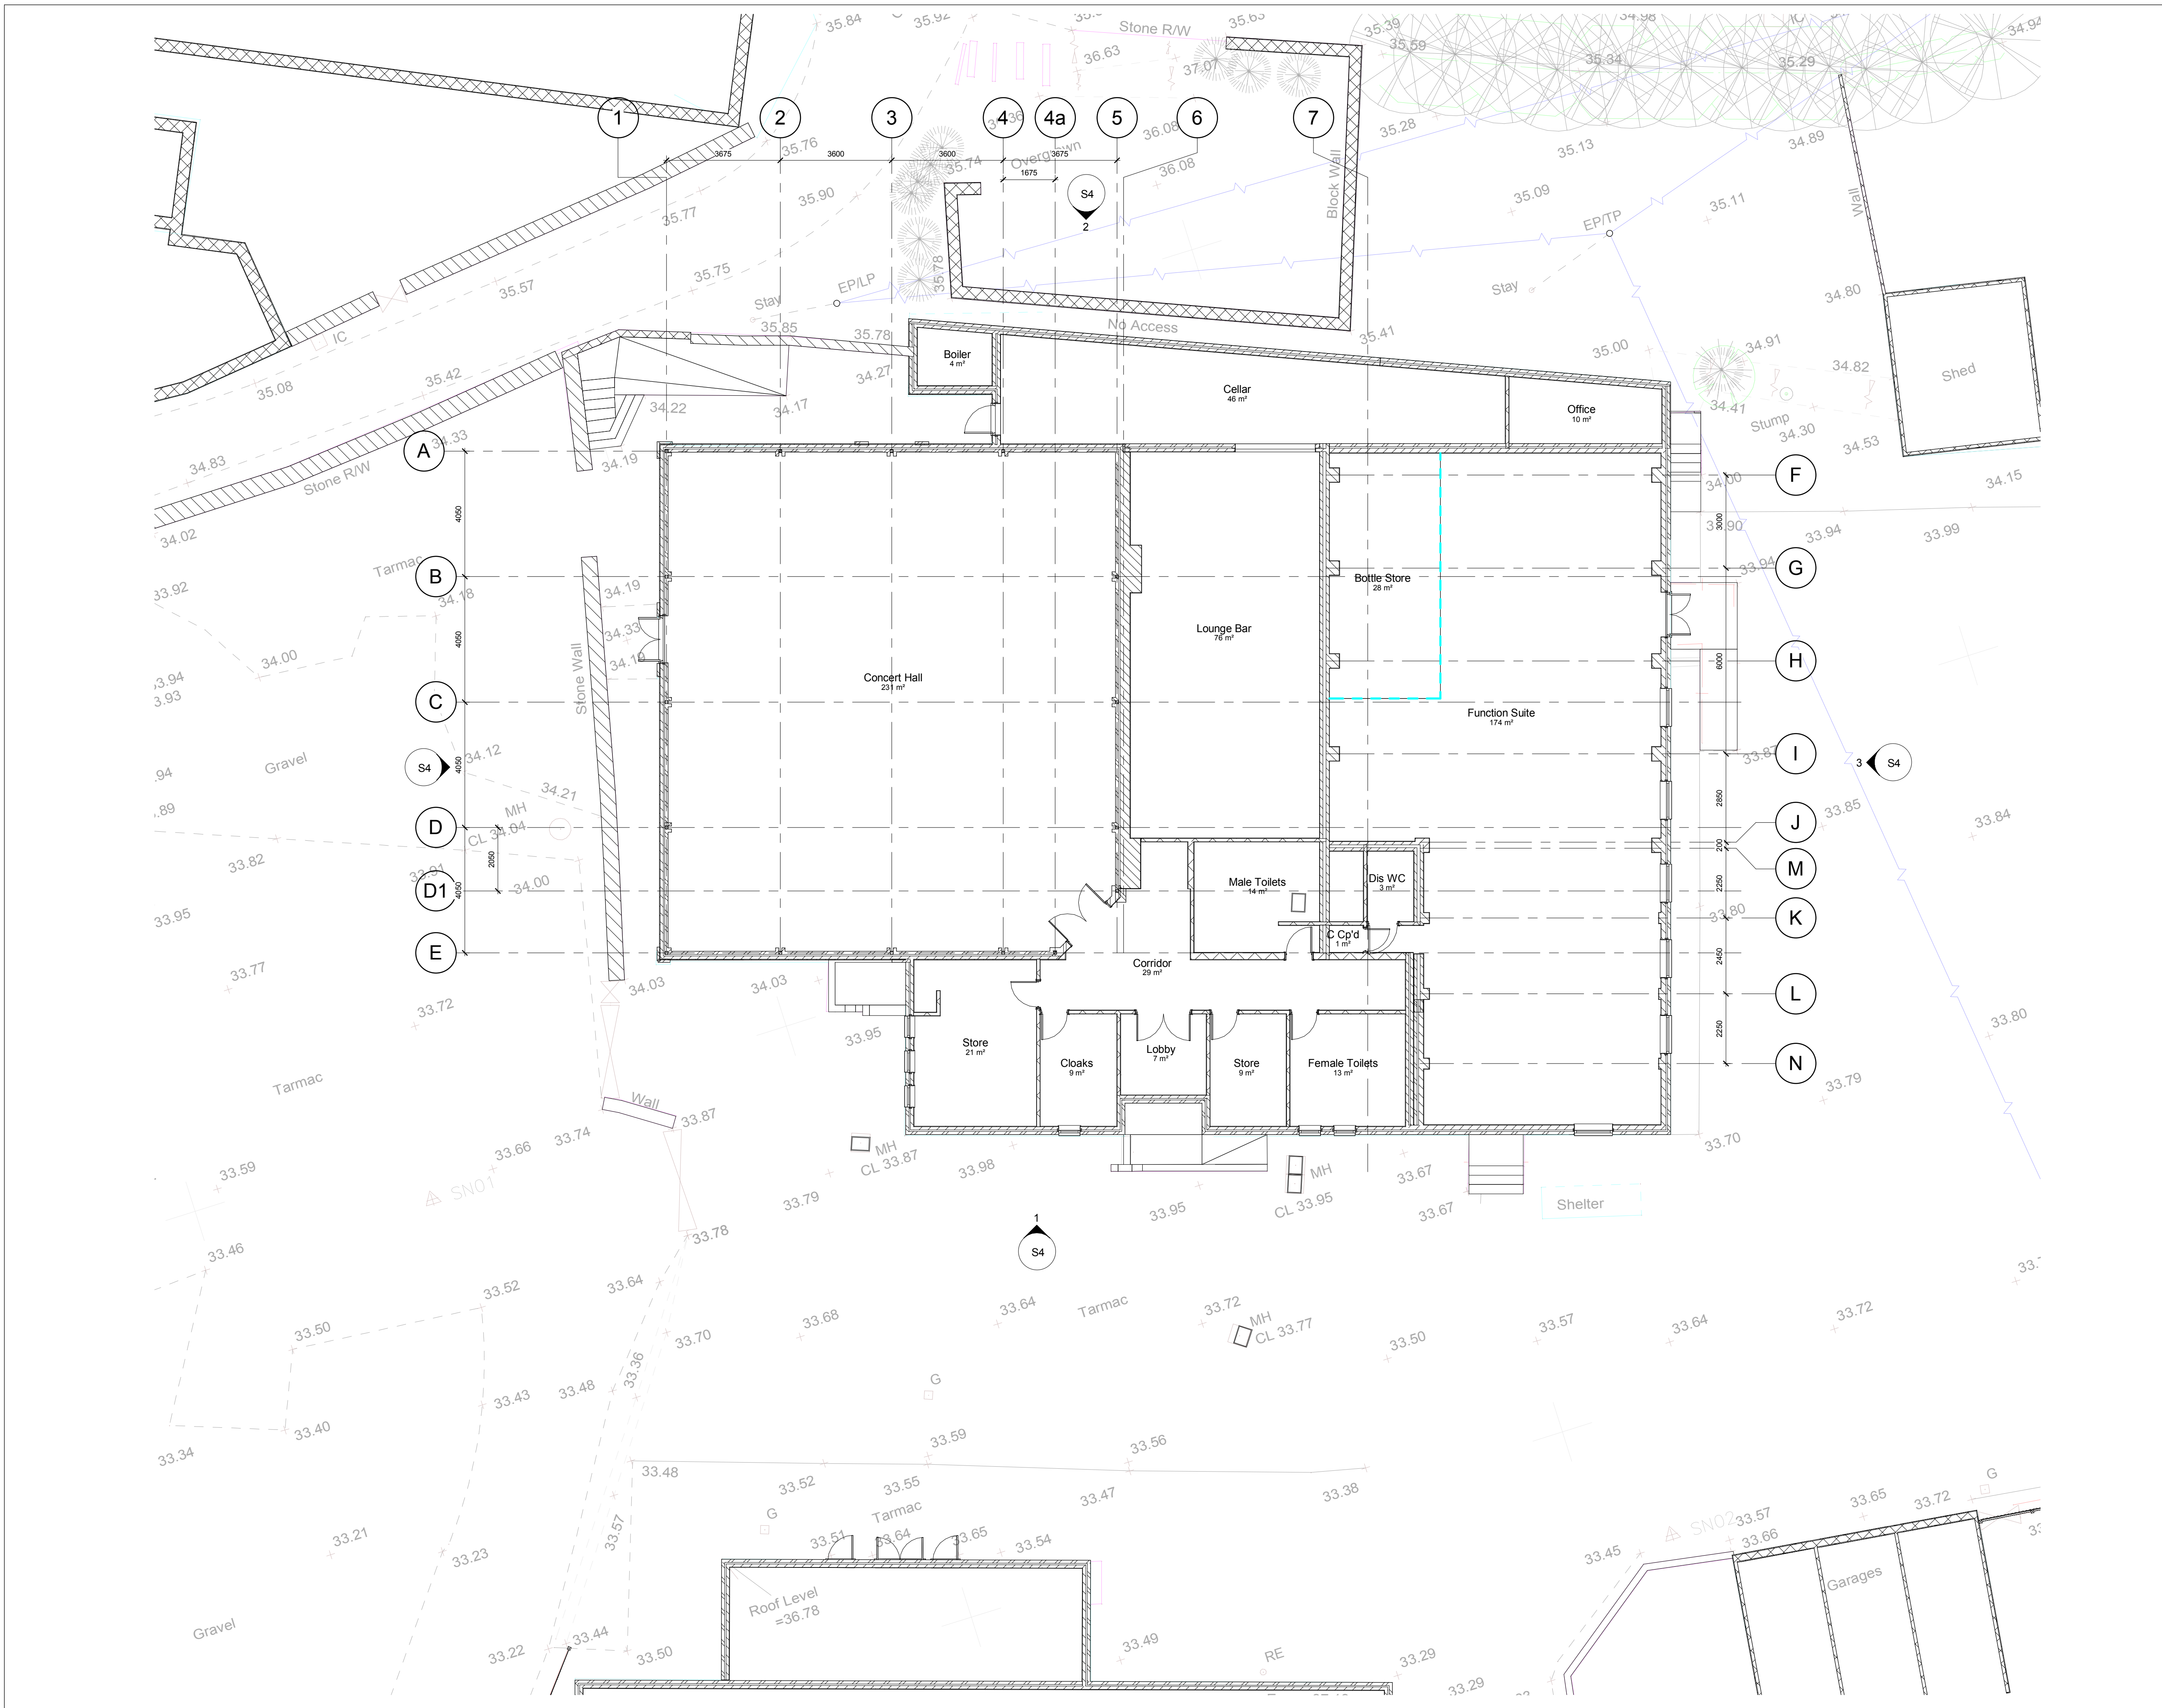 35.84
35.92
Stone R/W
35.63
35.39
34.98
IC
34.94
36.63
37.07
35.59
35.34
35.29
1
2
3
4
4a
5
6
7
35.76
36.08
35.28
35.13
34.89
3675
3600
3600
3675
35.74
Overgrown
36.08
1675
Block Wall
35.77
35.90
S4
2
35.09
35.11
Wall
EP/TP
35.57
35.75
35.78
EP/LP
Stay
Stay
34.80
IC
35.85
35.78
No Access
35.41
35.00
34.91
34.82
Shed
35.08
35.42
34.27
Boiler
4 m²
Cellar
46 m²
Office
10 m²
34.22
34.17
34.41
Stump
34.30
34.53
A
34.33
34.83
Stone R/W
34.19
F
34.00
34.15
34.02
4050
3000
33.90
33.94
33.99
Tarmac
B
33.92
34.18
34.19
Bottle Store
28 m²
33.94
G
34.33
34.19
4050
Lounge Bar
76 m²
34.00
Stone Wall
H
6000
33.93
Concert Hall
231 m²
C
Function Suite
174 m²
Gravel
34.12
S4
4050
I
33.87
3
S4
34.21
MH
CL 34.04
2850
33.85
33.84
D
J
33.82
33.91
2050
200
M
Male Toilets
14 m²
Dis WC
3 m²
D1
4050
34.00
2250
33.95
33.80
K
C Cp'd
1 m²
E
Corridor
29 m²
2450
33.77
34.03
34.03
L
33.72
33.95
2250
33.80
Store
21 m²
Cloaks
9 m²
Lobby
7 m²
Store
9 m²
Female Toilets
13 m²
N
Tarmac
33.79
Wall
33.87
33.74
33.66
MH
CL 33.87
33.98
33.70
33.59
SN01
33.79
MH
CL 33.95
33.67
33.95
33.67
Shelter
1
S4
33.78
33.46
33.64
33.52
33.50
33.70
33.68
33.64
Tarmac
33.72
MH
CL 33.77
33.50
33.57
33.64
33.72
33.36
33.48
33.43
G
33.40
33.34
33.59
33.56
33.48
33.52
33.55
33.47
33.38
G
33.65
33.72
G
Tarmac
33.57
33.21
33.23
33.51
33.64
33.65
33.54
SN02
33.57
33.66
33.45
Garages
Roof Level
=36.78
Gravel
33.22
33.44
33.50
33.49
RE
33.29
33.29